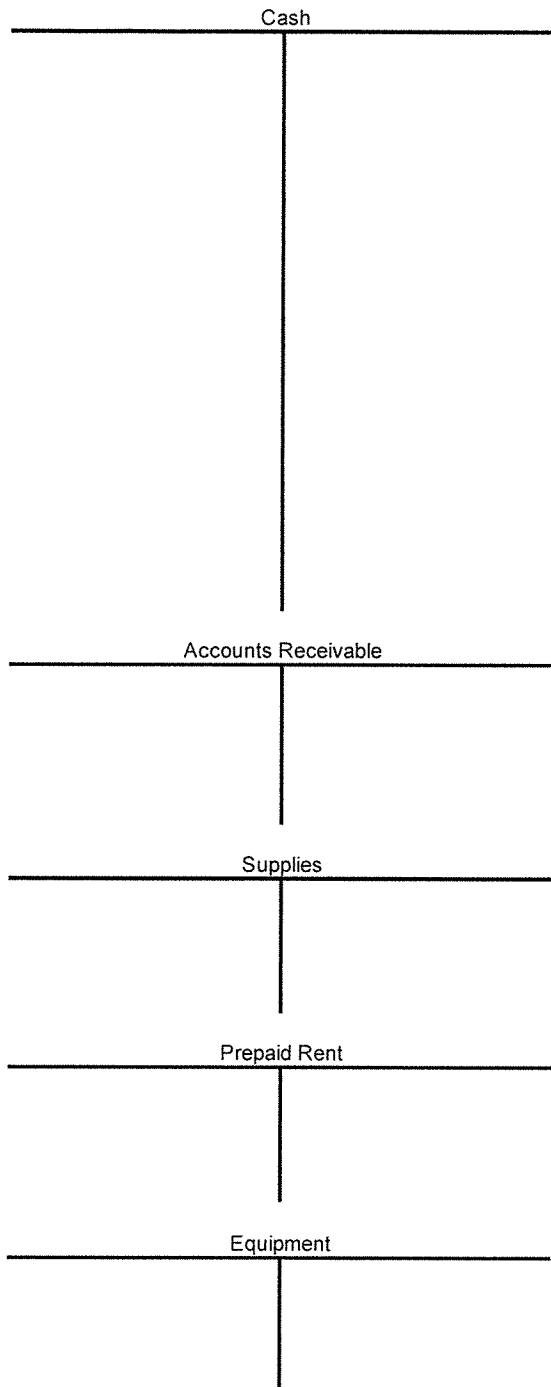 Cash
Accounts Receivable
Supplies
Prepaid Rent
Equipment